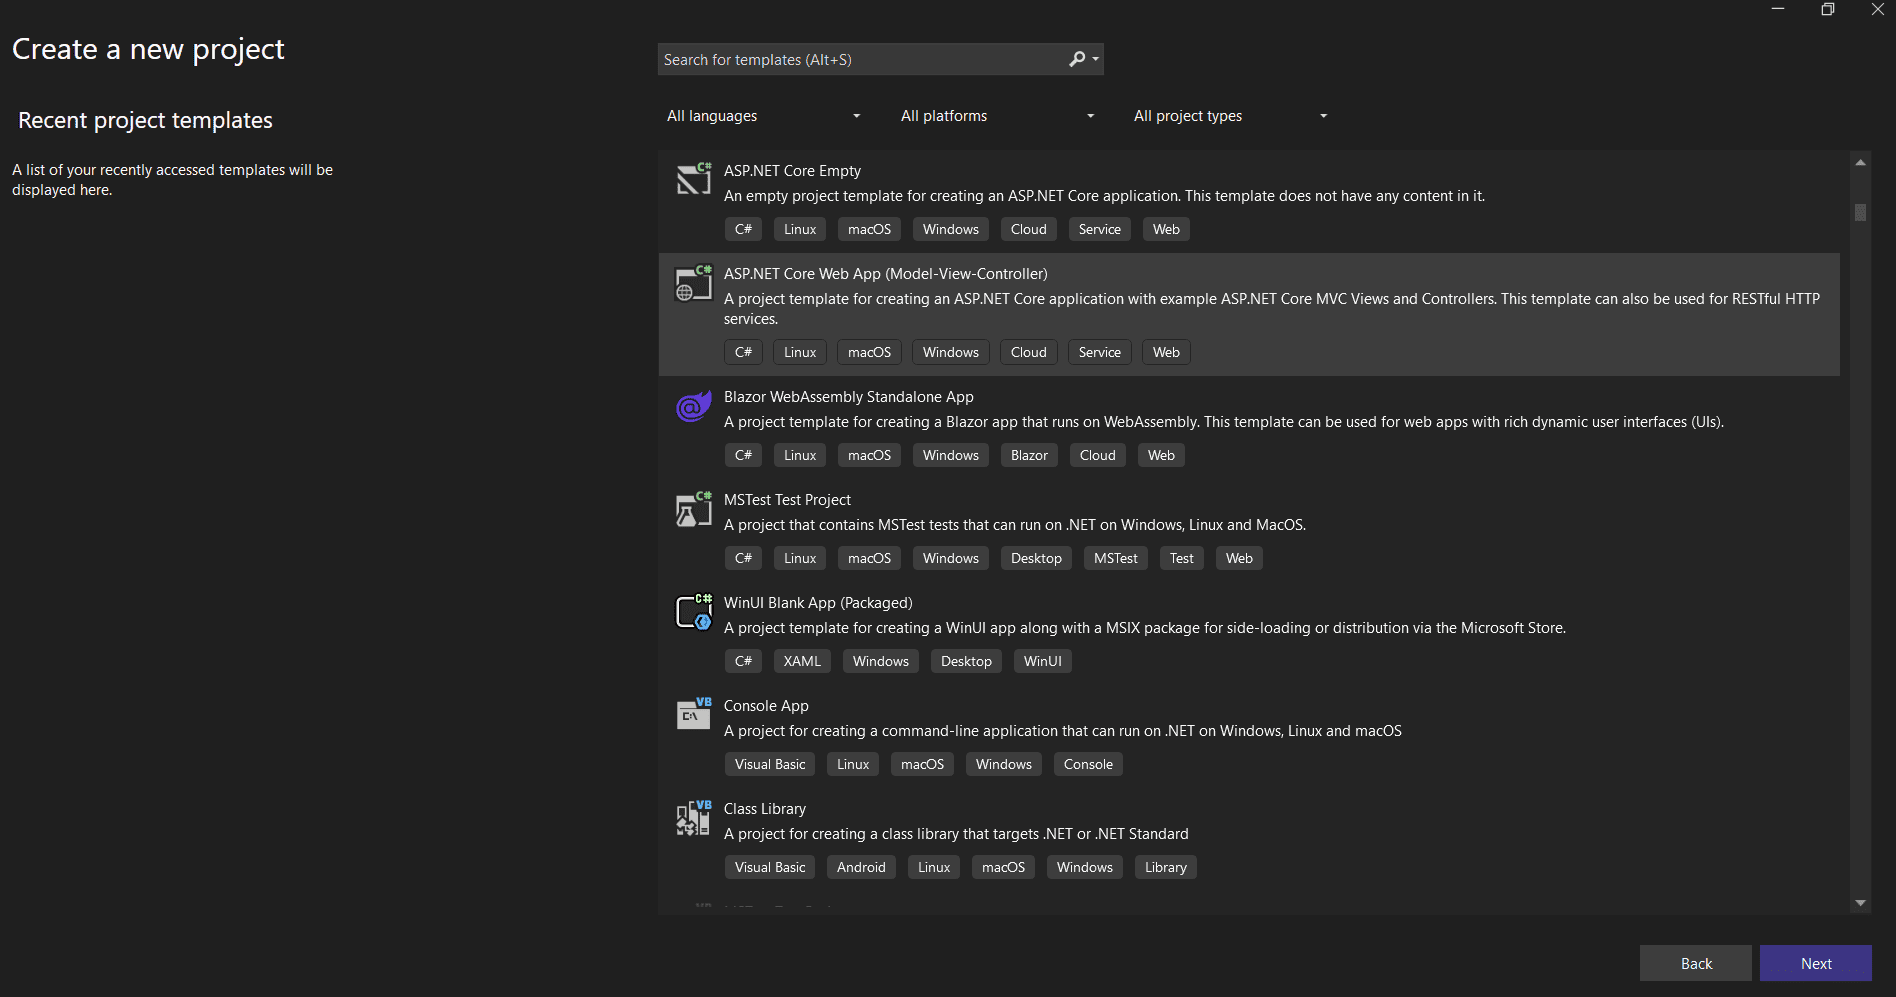 Create a new project
Search for templates (Alt+S)
Recent project templates
All languages
All platforms
All project types
A list of your recently accessed templates will be
displayed here.
C#
ASP.NET Core Empty
An empty project template for creating an ASP.NET Core application. This template does not have any content in it.
C# Linux macOS Windows Cloud Service Web
C#
ASP.NET Core Web App (Model-View-Controller)
A project template for creating an ASP.NET Core application with example ASP.NET Core MVC Views and Controllers. This template can also be used for RESTful HTTP
services.
C# Linux macOS Windows Cloud Service Web
Blazor WebAssembly Standalone App
A project template for creating a Blazor app that runs on WebAssembly. This template can be used for web apps with rich dynamic user interfaces (UIs).
C# Linux macOS Windows Blazor Cloud Web
C#
MSTest Test Project
A project that contains MSTest tests that can run on .NET on Windows, Linux and MacOS.
C# Linux macOS Windows Desktop MSTest Test Web
C#
WinUI Blank App (Packaged)
A project template for creating a WinUI app along with a MSIX package for side-loading or distribution via the Microsoft Store.
C# XAML Windows Desktop WinUI
VB
C:\
Console App
A project for creating a command-line application that can run on .NET on Windows, Linux and macOS
Visual Basic Linux macOS Windows Console
VB
Class Library
A project for creating a class library that targets .NET or .NET Standard
Visual Basic Android Linux macOS Windows Library
Back
Next